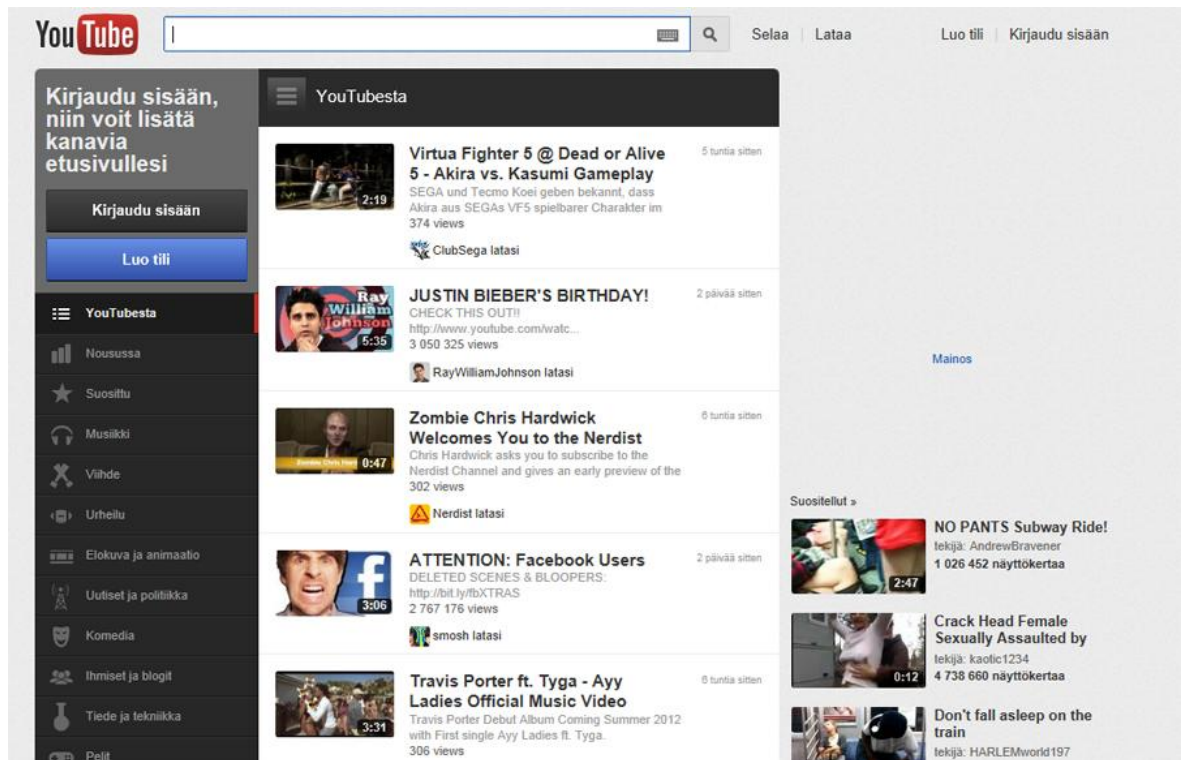 YouTube
Selaa
Lataa
Luo tili
Kirjaudu sisään
Kirjaudu sisään,
niin voit lisätä
kanavia
etusivullesi
Kirjaudu sisään
Luo tili
YouTubesta
Nousussa
Suosittu
Musiikki
Viihde
Urheilu
Elokuva ja animaatio
Uutiset ja politiikka
Komedia
Ihmiset ja blogit
Tiede ja tekniikka
Pelit
YouTubesta
2:19
Virtua Fighter 5 @ Dead or Alive
5 - Akira vs. Kasumi Gameplay
5 tuntia sitten
SEGA und Tecmo Koei geben bekannt, dass
Akira aus SEGAs VF5 spielbarer Charakter im
374 views
ClubSega latasi
Ray
William
Johnson
5:35
JUSTIN BIEBER'S BIRTHDAY!
2 päivää sitten
CHECK THIS OUT!!
http://www.youtube.com/watc...
3 050 325 views
RayWilliamJohnson latasi
0:47
Zombie Chris Hardwick
Welcomes You to the Nerdist
6 tuntia sitten
Chris Hardwick asks you to subscribe to the
Nerdist Channel and gives an early preview of the
302 views
Nerdist latasi
3:06
ATTENTION: Facebook Users
2 päivää sitten
DELETED SCENES & BLOOPERS:
http://bit.ly/fbXTRAS
2 767 176 views
smosh latasi
3:31
Travis Porter ft. Tyga - Ayy
Ladies Official Music Video
6 tuntia sitten
Travis Porter Debut Album Coming Summer 2012
with First single Ayy Ladies ft. Tyga.
306 views
Mainos
Suositellut »
2:47
NO PANTS Subway Ride!
tekijä: AndrewBravener
1 026 452 näyttökertaa
0:12
Crack Head Female
Sexually Assaulted by
tekijä: kaotic1234
4 738 660 näyttökertaa
Don't fall asleep on the
train
tekijä: HARLEMworld197